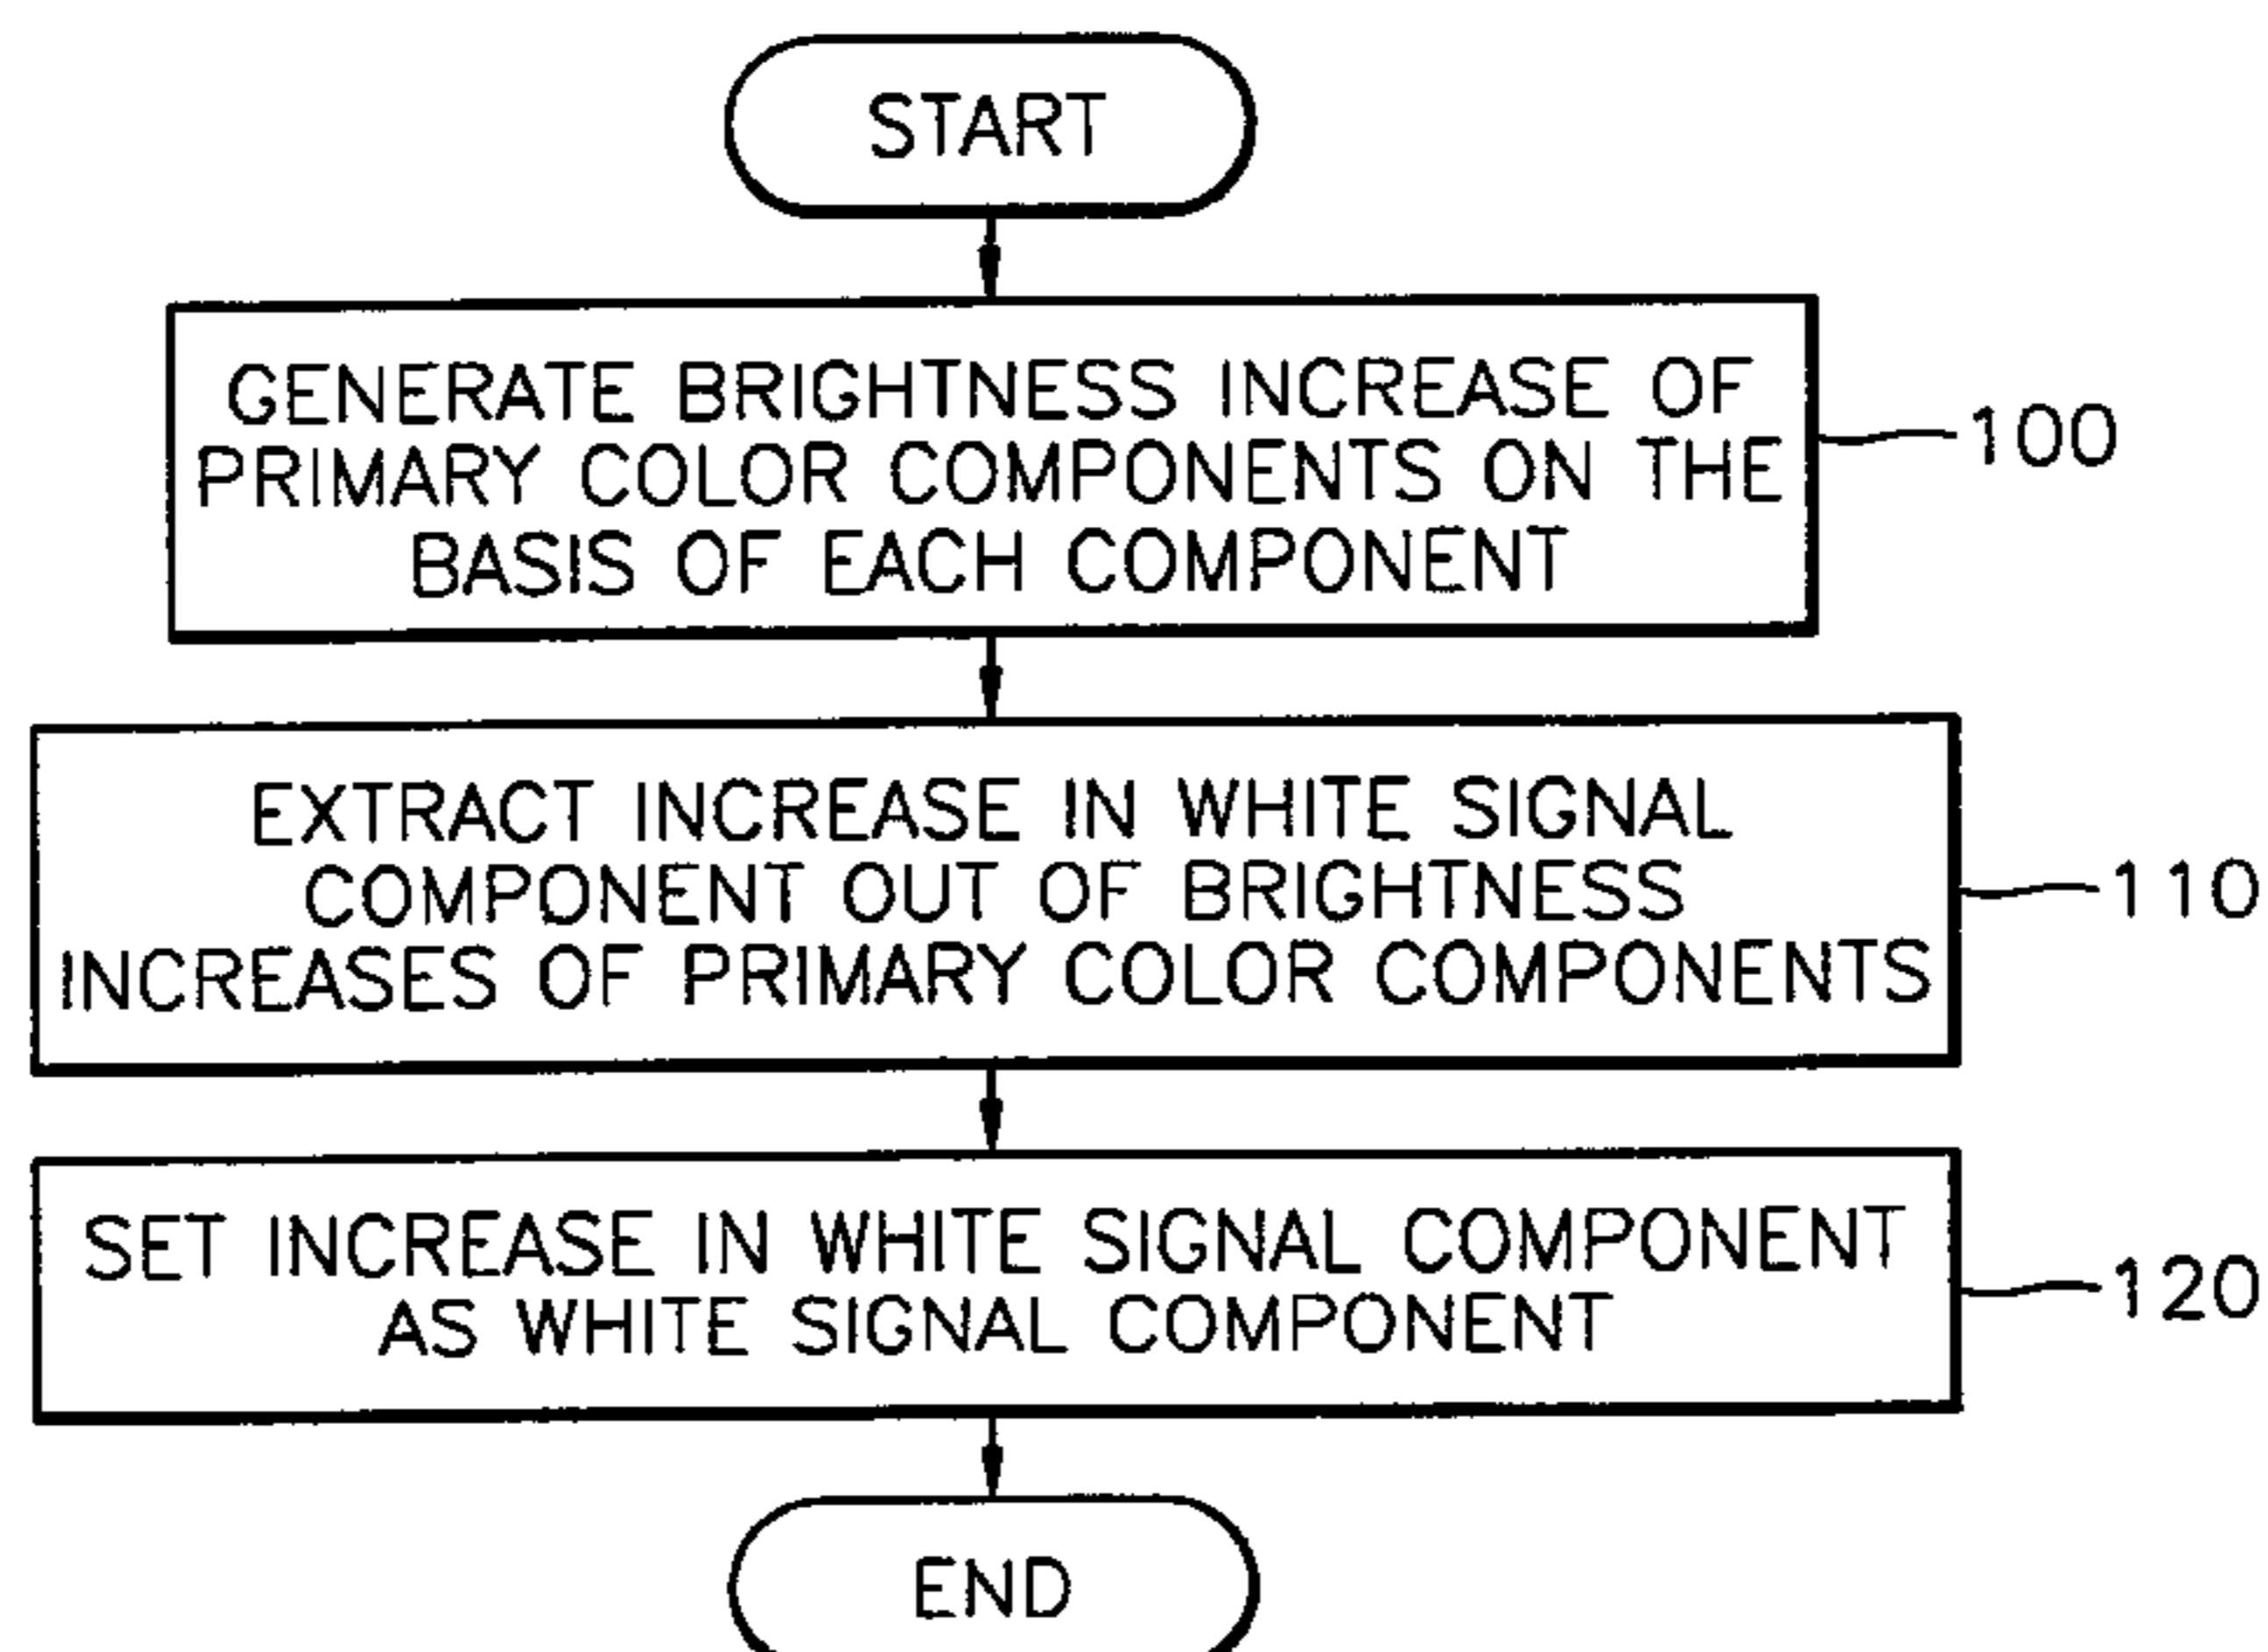 START
GENERATE BRIGHTNESS INCREASE OF
PRIMARY COLOR COMPONENTS ON THE
BASIS OF EACH COMPONENT
100
EXTRACT INCREASE IN WHITE SIGNAL
COMPONENT OUT OF BRIGHTNESS
INCREASES OF PRIMARY COLOR COMPONENTS
110
SET INCREASE IN WHITE SIGNAL COMPONENT
AS WHITE SIGNAL COMPONENT
120
END